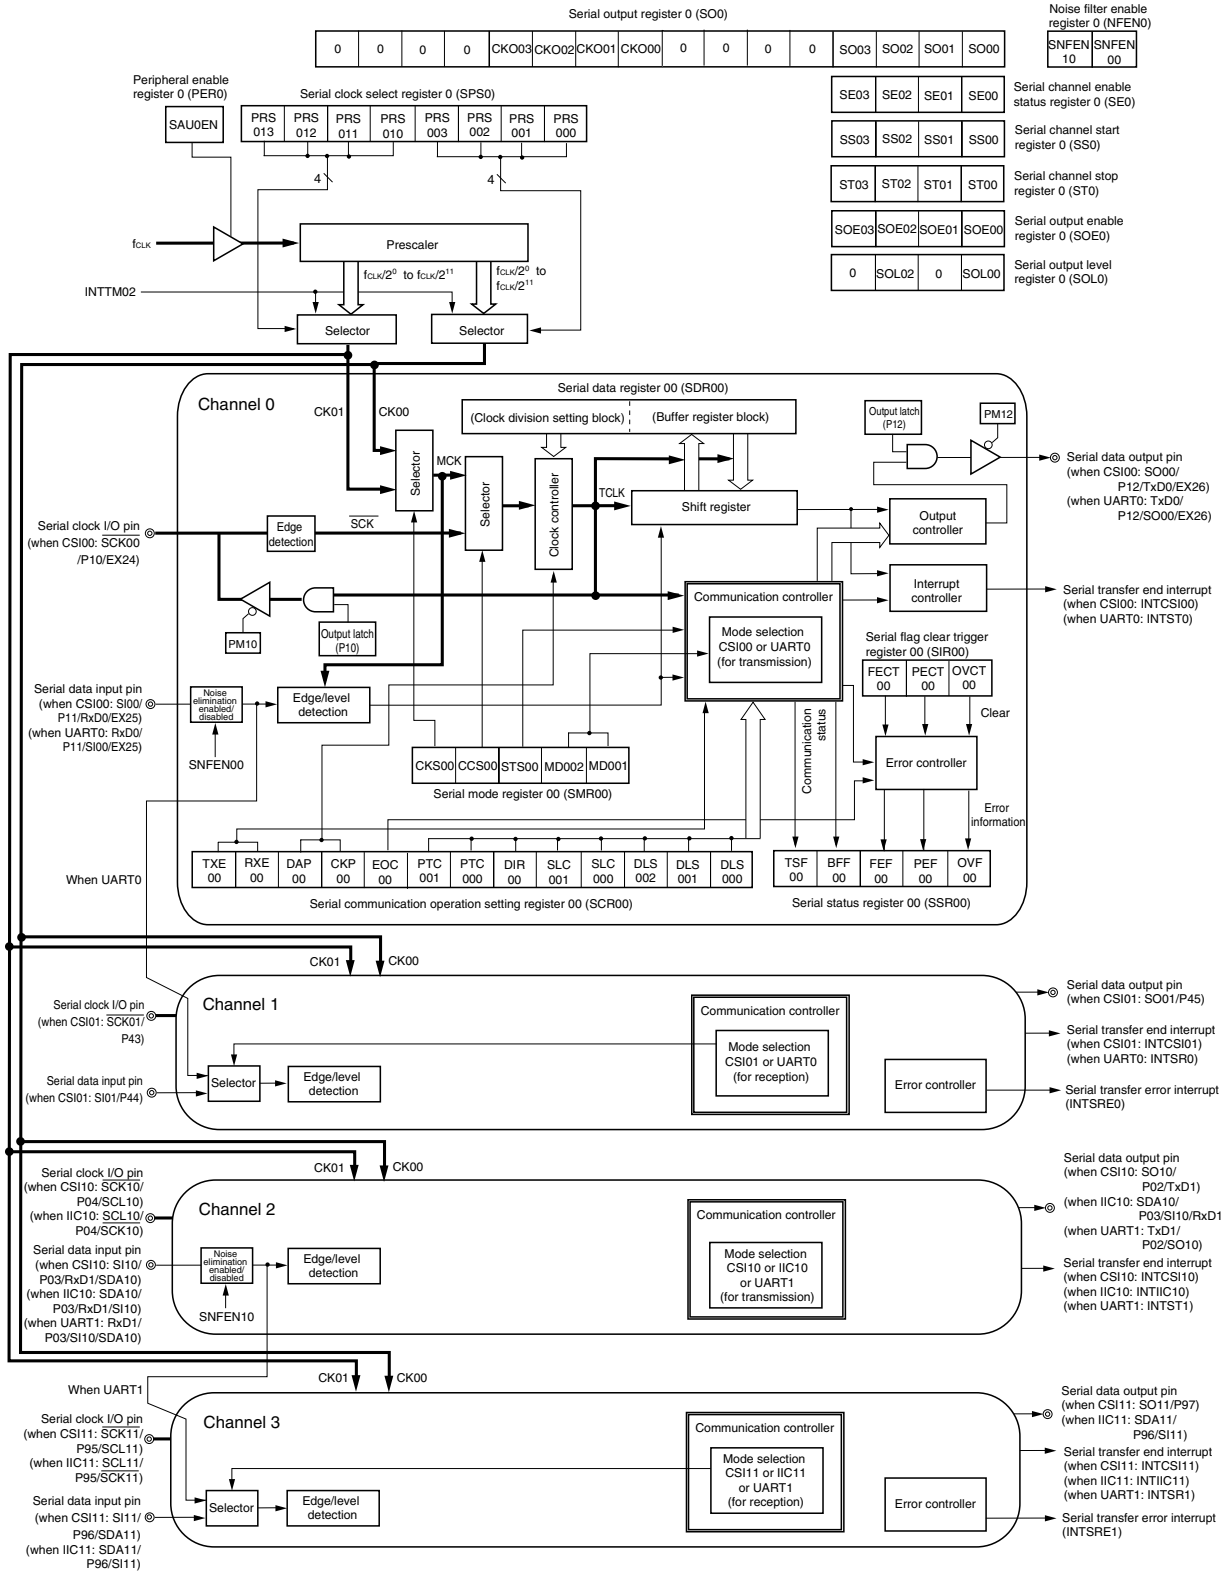 Serial output register 0 (SO0)
0 0 0 0 CKO03 CKO02 CKO01 CKO00 0 0 0 0 SO03 SO02 SO01 SO00
Noise filter enable
register 0 (NFEN0)
SNFEN 10 SNFEN 00
Peripheral enable
register 0 (PER0)
SAU0EN
Serial clock select register 0 (SPS0)
PRS 013 PRS 012 PRS 011 PRS 010 PRS 003 PRS 002 PRS 001 PRS 000
SE03 SE02 SE01 SE00
Serial channel enable
status register 0 (SE0)
SS03 SS02 SS01 SS00
Serial channel start
register 0 (SS0)
ST03 ST02 ST01 ST00
Serial channel stop
register 0 (ST0)
SOE03 SOE02 SOE01 SOE00
Serial output enable
register 0 (SOE0)
0 SOL02 0 SOL00
Serial output level
register 0 (SOL0)
4
4
fCLK
Prescaler
fCLK/2⁰ to fCLK/2¹¹
fCLK/2⁰ to
fCLK/2¹¹
INTTM02
Selector
Selector
Channel 0
CK01
CK00
Serial data register 00 (SDR00)
(Clock division setting block)
(Buffer register block)
Output latch
(P12)
PM12
Serial data output pin
(when CSI00: SO00/
P12/TxD0/EX26)
(when UART0: TxD0/
P12/SO00/EX26)
Selector
MCK
Selector
Clock controller
TCLK
Shift register
Output
controller
Serial clock I/O pin
(when CSI00: SCK00
/P10/EX24)
Edge
detection
SCK
Communication controller
Mode selection
CSI00 or UART0
(for transmission)
Interrupt
controller
Serial transfer end interrupt
(when CSI00: INTCSI00)
(when UART0: INTST0)
PM10
Output latch
(P10)
Serial flag clear trigger
register 00 (SIR00)
FECT 00 PECT 00 OVCT 00
Clear
Serial data input pin
(when CSI00: SI00/
P11/RxD0/EX25)
(when UART0: RxD0/
P11/SI00/EX25)
Noise
elimination
enabled/
disabled
SNFEN00
Edge/level
detection
CKS00 CCS00 STS00 MD002 MD001
Serial mode register 00 (SMR00)
Communication
status
Error controller
Error
information
When UART0
TXE 00 RXE 00 DAP 00 CKP 00 EOC 00 PTC 001 PTC 000 DIR 00 SLC 001 SLC 000 DLS 002 DLS 001 DLS 000
Serial communication operation setting register 00 (SCR00)
TSF 00 BFF 00 FEF 00 PEF 00 OVF 00
Serial status register 00 (SSR00)
CK01
CK00
Channel 1
Serial clock I/O pin
(when CSI01: SCK01/
P43)
Serial data input pin
(when CSI01: SI01/P44)
Selector
Edge/level
detection
Communication controller
Mode selection
CSI01 or UART0
(for reception)
Error controller
Serial data output pin
(when CSI01: SO01/P45)
Serial transfer end interrupt
(when CSI01: INTCSI01)
(when UART0: INTSR0)
Serial transfer error interrupt
(INTSRE0)
CK01
CK00
Channel 2
Serial clock I/O pin
(when CSI10: SCK10/
P04/SCL10)
(when IIC10: SCL10/
P04/SCK10)
Serial data input pin
(when CSI10: SI10/
P03/RxD1/SDA10)
(when IIC10: SDA10/
P03/RxD1/SI10)
(when UART1: RxD1/
P03/SI10/SDA10)
Noise
elimination
enabled/
disabled
SNFEN10
Edge/level
detection
Communication controller
Mode selection
CSI10 or IIC10
or UART1
(for transmission)
Serial data output pin
(when CSI10: SO10/
P02/TxD1)
(when IIC10: SDA10/
P03/SI10/RxD1)
(when UART1: TxD1/
P02/SO10)
Serial transfer end interrupt
(when CSI10: INTCSI10)
(when IIC10: INTIIC10)
(when UART1: INTST1)
When UART1
CK01
CK00
Channel 3
Serial clock I/O pin
(when CSI11: SCK11/
P95/SCL11)
(when IIC11: SCL11/
P95/SCK11)
Serial data input pin
(when CSI11: SI11/
P96/SDA11)
(when IIC11: SDA11/
P96/SI11)
Selector
Edge/level
detection
Communication controller
Mode selection
CSI11 or IIC11
or UART1
(for reception)
Error controller
Serial data output pin
(when CSI11: SO11/P97)
(when IIC11: SDA11/
P96/SI11)
Serial transfer end interrupt
(when CSI11: INTCSI11)
(when IIC11: INTIIC11)
(when UART1: INTSR1)
Serial transfer error interrupt
(INTSRE1)